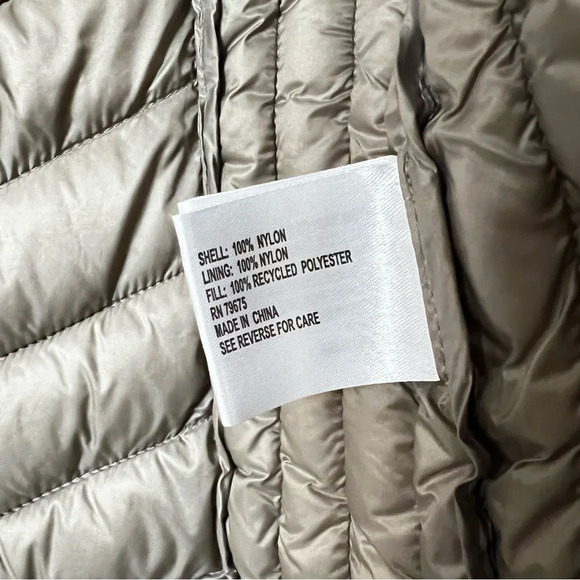 SHELL: 100% NYLON
LINING: 100% NYLON
FILL: 100% RECYCLED POLYESTER
RN 79675
MADE IN CHINA
SEE REVERSE FOR CARE